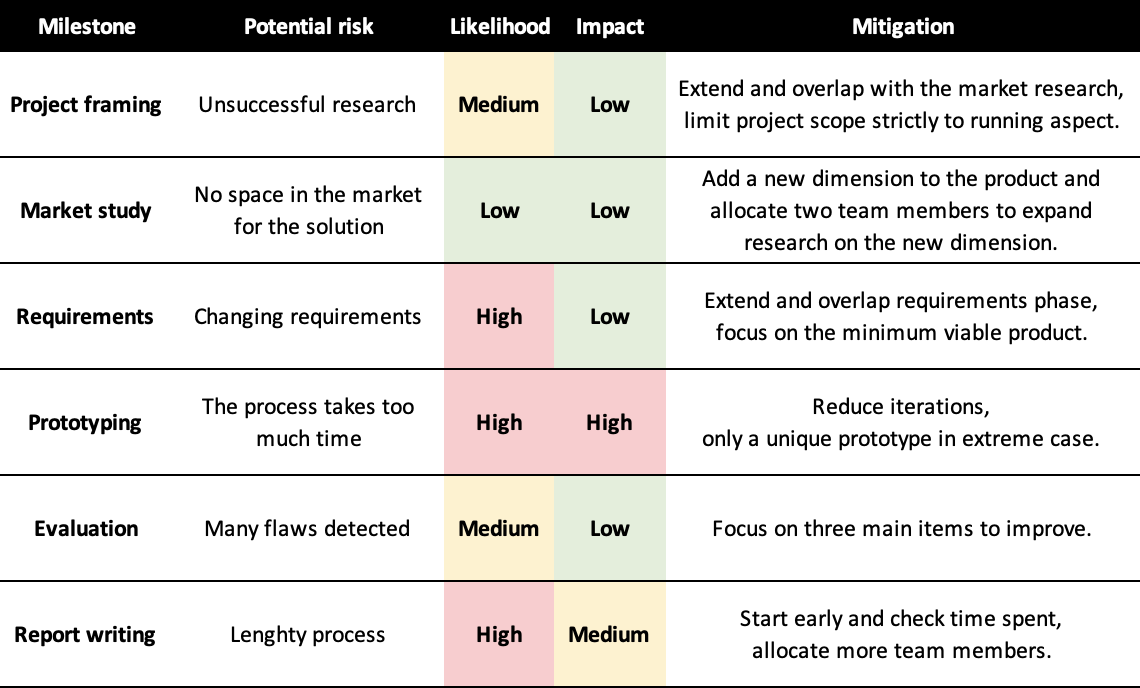 Milestone Potential risk Likelihood Impact Mitigation
Project framing Unsuccessful research Medium Low Extend and overlap with the market research,
limit project scope strictly to running aspect.
Market study No space in the market
for the solution Low Low Add a new dimension to the product and
allocate two team members to expand
research on the new dimension.
Requirements Changing requirements High Low Extend and overlap requirements phase,
focus on the minimum viable product.
Prototyping The process takes too
much time High High Reduce iterations,
only a unique prototype in extreme case.
Evaluation Many flaws detected Medium Low Focus on three main items to improve.
Report writing Lenghty process High Medium Start early and check time spent,
allocate more team members.